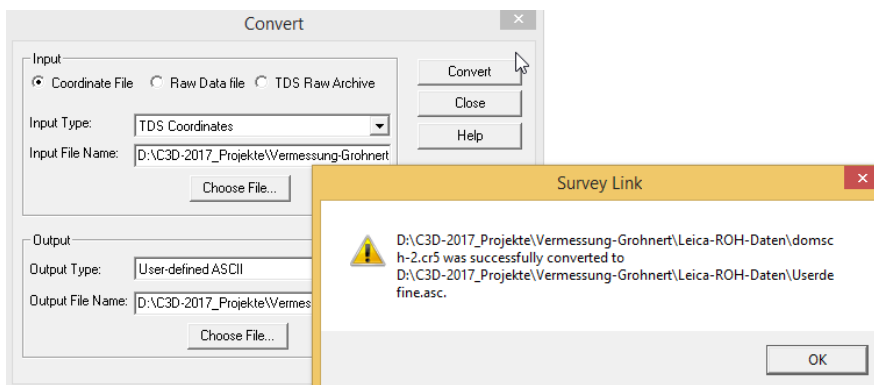 Convert
Input
Coordinate File Raw Data file TDS Raw Archive
Convert
Close
Help
Input Type: TDS Coordinates
Input File Name: D:\C3D-2017_Projekte\Vermessung-Grohnert
Choose File...
Output
Output Type: User-defined ASCII
Output File Name: D:\C3D-2017_Projekte\Vermes
Choose File...
Survey Link
D:\C3D-2017_Projekte\Vermessung-Grohnert\Leica-ROH-Daten\domsc
h-2.cr5 was successfully converted to
D:\C3D-2017_Projekte\Vermessung-Grohnert\Leica-ROH-Daten\Userde
fine.asc.
OK